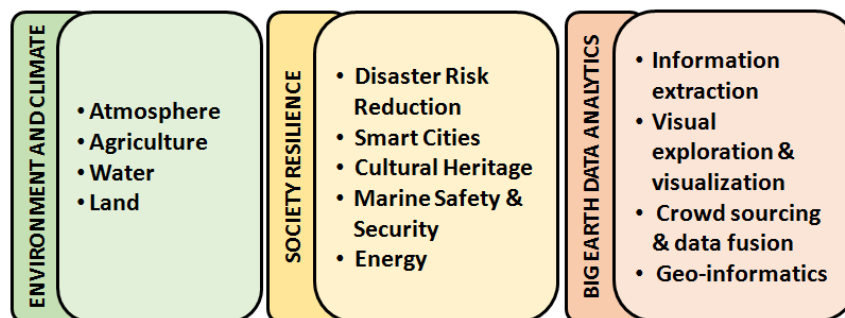 ENVIRONMENT AND CLIMATE
• Atmosphere
• Agriculture
• Water
• Land
SOCIETY RESILIENCE
• Disaster Risk
Reduction
• Smart Cities
• Cultural Heritage
• Marine Safety &
Security
• Energy
BIG EARTH DATA ANALYTICS
• Information
extraction
• Visual
exploration &
visualization
• Crowd sourcing
& data fusion
• Geo-informatics